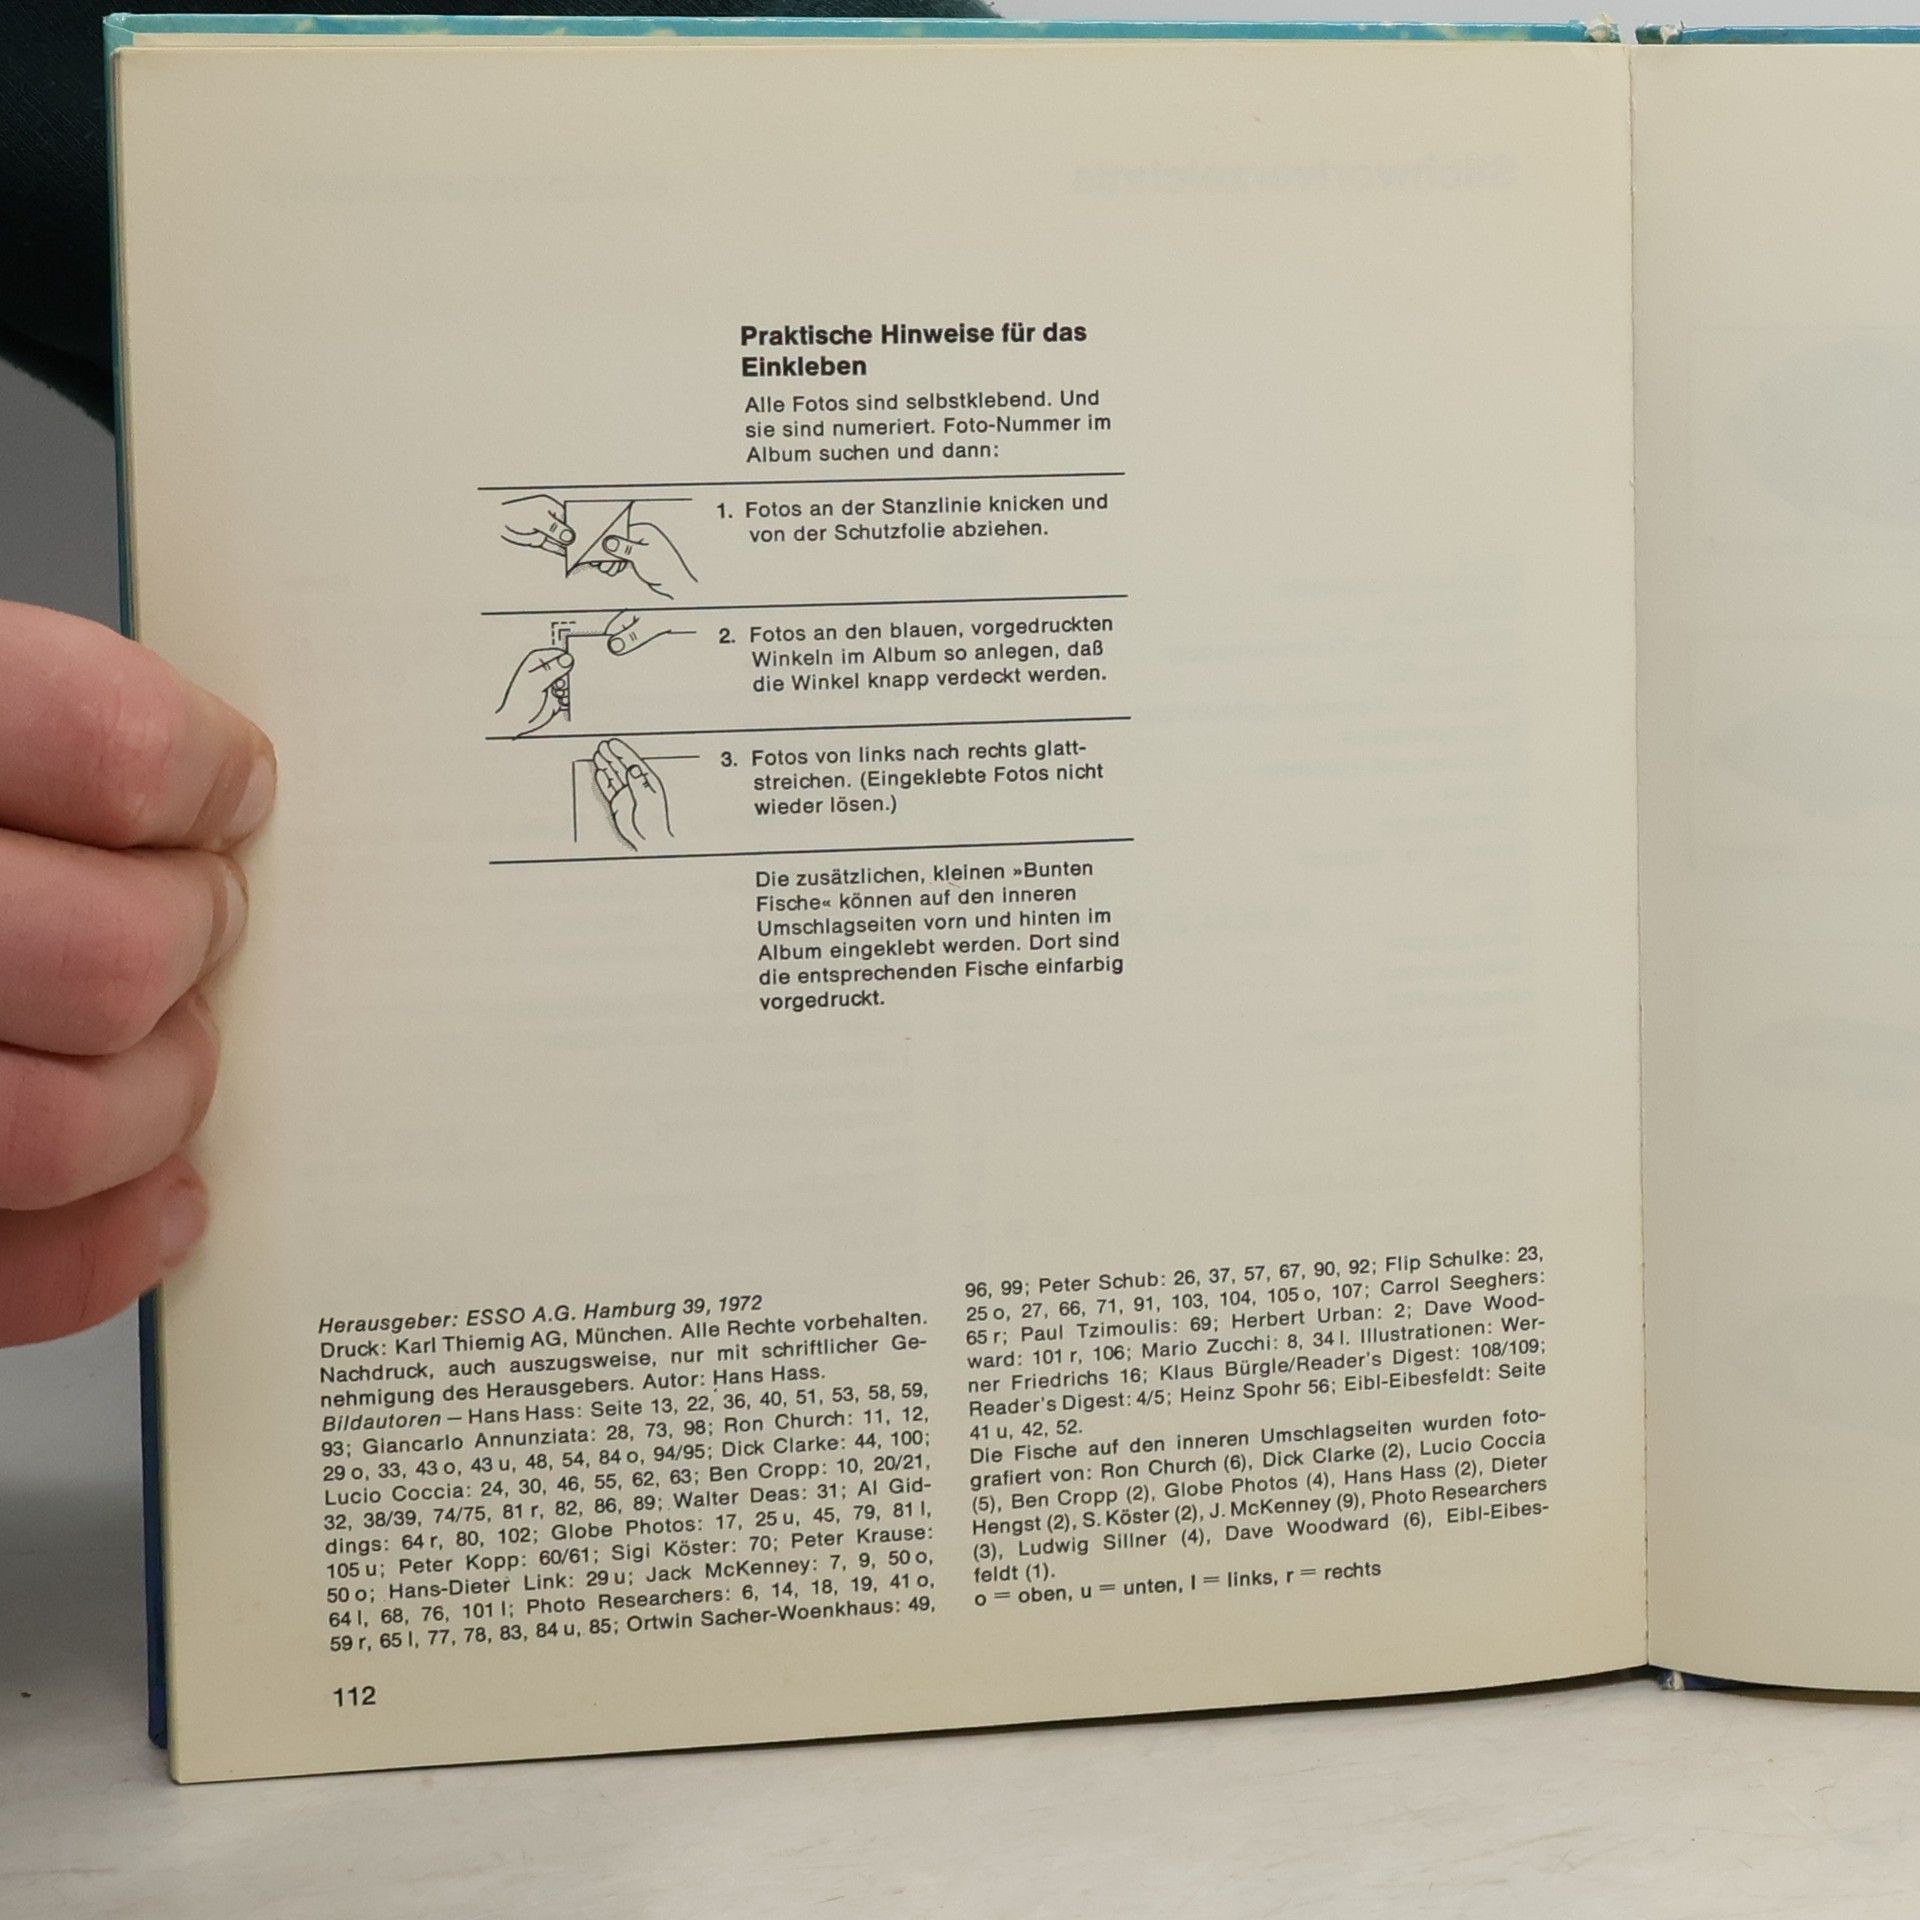 Praktische Hinweise für das
Einkleben
Alle Fotos sind selbstklebend. Und
sie sind numeriert. Foto-Nummer im
Album suchen und dann:
1. Fotos an der Stanzlinie knicken und
von der Schutzfolie abziehen.
2. Fotos an den blauen, vorgedruckten
Winkeln im Album so anlegen, daß
die Winkel knapp verdeckt werden.
3. Fotos von links nach rechts glatt-
streichen. (Eingeklebte Fotos nicht
wieder lösen.)
Die zusätzlichen, kleinen »Bunten
Fische« können auf den inneren
Umschlagseiten vorn und hinten im
Album eingeklebt werden. Dort sind
die entsprechenden Fische einfarbig
vorgedruckt.
Herausgeber: ESSO A.G. Hamburg 39, 1972
Druck: Karl Thiemig AG, München. Alle Rechte vorbehalten.
Nachdruck, auch auszugsweise, nur mit schriftlicher Ge-
nehmigung des Herausgebers. Autor: Hans Hass.
Bildautoren — Hans Hass: Seite 13, 22, 36, 40, 51, 53, 58, 59,
93; Giancarlo Annunziata: 28, 73, 98; Ron Church: 11, 12,
29 o, 33, 43 o, 43 u, 48, 54, 84 o, 94/95; Dick Clarke: 44, 100;
Lucio Coccia: 24, 30, 46, 55, 62, 63; Ben Cropp: 10, 20/21,
32, 38/39, 74/75, 81 r, 82, 86, 89; Walter Deas: 31; Al Gid-
dings: 64 r, 80, 102; Globe Photos: 17, 25 u, 45, 79, 81 l,
105 u; Peter Kopp: 60/61; Sigi Köster: 70; Peter Krause:
50 o; Hans-Dieter Link: 29 u; Jack McKenney: 7, 9, 50 o,
64 l, 68, 76, 101 l; Photo Researchers: 6, 14, 18, 19, 41 o,
59 r, 65 l, 77, 78, 83, 84 u, 85; Ortwin Sacher-Woenkhaus: 49,
96, 99; Peter Schub: 26, 37, 57, 67, 90, 92; Flip Schulke: 23,
25 o, 27, 66, 71, 91, 103, 104, 105 o, 107; Carrol Seeghers:
65 r; Paul Tzimoulis: 69; Herbert Urban: 2; Dave Wood-
ward: 101 r, 106; Mario Zucchi: 8, 34 l. Illustrationen: Wer-
ner Friedrichs 16; Klaus Bürgle/Reader's Digest: 108/109;
Reader's Digest: 4/5; Heinz Spohr 56; Eibl-Eibesfeldt: Seite
41 u, 42, 52.
Die Fische auf den inneren Umschlagseiten wurden foto-
grafiert von: Ron Church (6), Dick Clarke (2), Lucio Coccia
(5), Ben Cropp (2), Globe Photos (4), Hans Hass (2), Dieter
Hengst (2), S. Köster (2), J. McKenney (9), Photo Researchers
(3), Ludwig Sillner (4), Dave Woodward (6), Eibl-Eibes-
feldt (1).
o = oben, u = unten, l = links, r = rechts
112